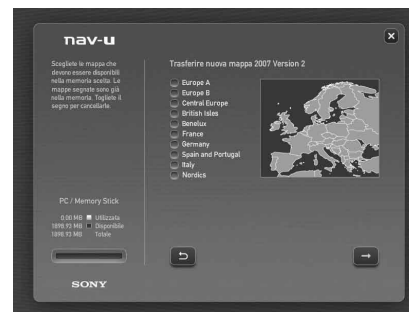 nav-u
Scegliete le mappa che
devono essere disponibili
nella memoria scelta. Le
mappe segnate sono già
nella memoria. Togliete il
segno per cancellarle.
Trasferire nuova mappa 2007 Version 2
Europe A
Europe B
Central Europe
British Isles
Benelux
France
Germany
Spain and Portugal
Italy
Nordics
PC / Memory Stick
0,00 MB Utilizzata
1898,93 MB Disponibile
1898,93 MB Totale
SONY